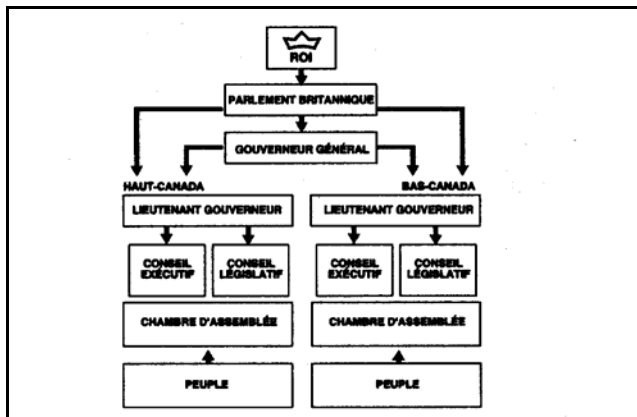 ROI
PARLEMENT BRITANNIQUE
GOUVERNEUR GÉNÉRAL
HAUT-CANADA
BAS-CANADA
LIEUTENANT GOUVERNEUR
LIEUTENANT GOUVERNEUR
CONSEIL
EXÉCUTIF
CONSEIL
LÉGISLATIF
CONSEIL
EXÉCUTIF
CONSEIL
LÉGISLATIF
CHAMBRE D'ASSEMBLÉE
CHAMBRE D'ASSEMBLÉE
PEUPLE
PEUPLE